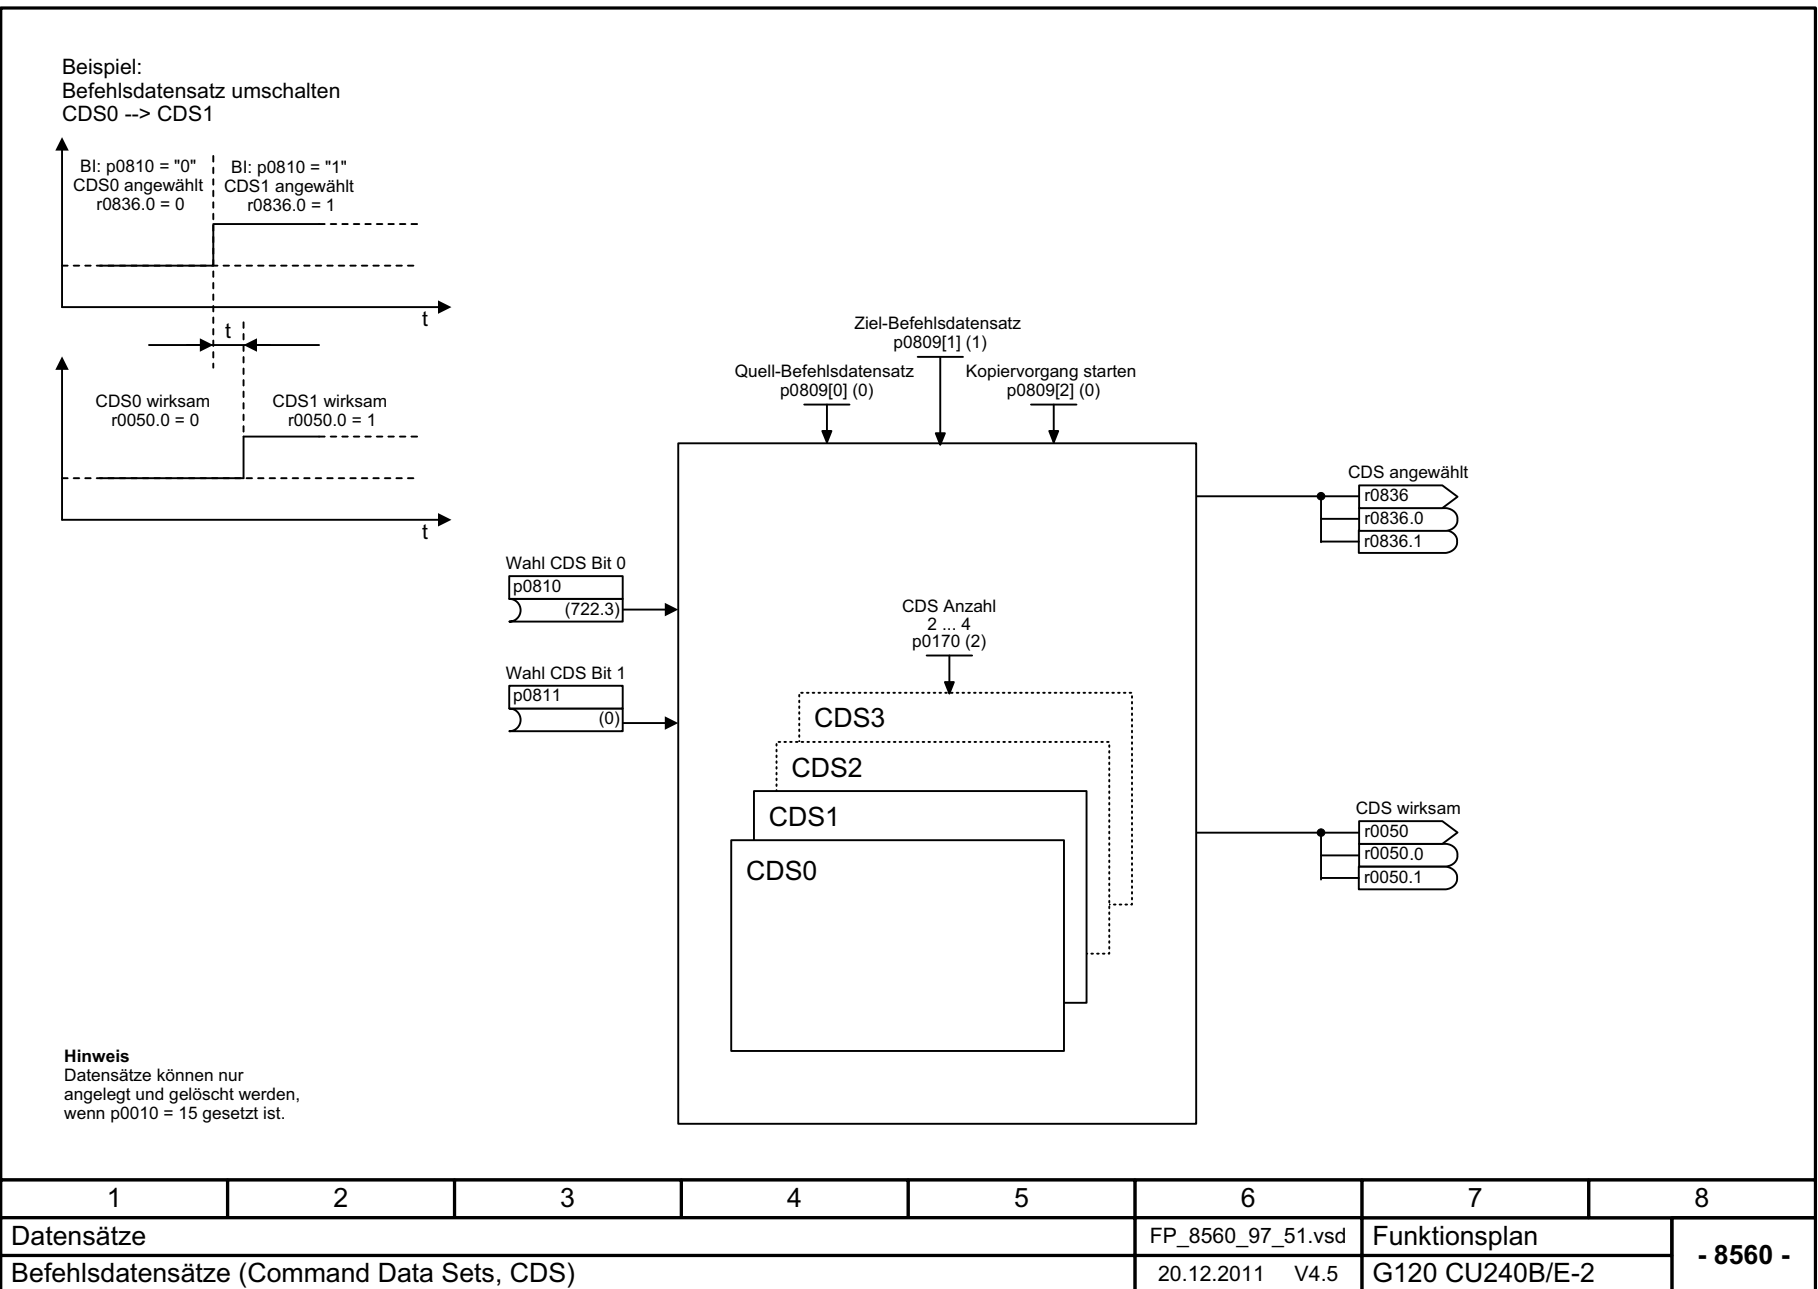 Beispiel:
Befehlsdatensatz umschalten
CDS0 --> CDS1
BI: p0810 = "0"
CDS0 angewählt
r0836.0 = 0
BI: p0810 = "1"
CDS1 angewählt
r0836.0 = 1
t
t
CDS0 wirksam
r0050.0 = 0
CDS1 wirksam
r0050.0 = 1
t
Ziel-Befehlsdatensatz
p0809[1] (1)
Quell-Befehlsdatensatz
p0809[0] (0)
Kopiervorgang starten
p0809[2] (0)
CDS angewählt
r0836
r0836.0
r0836.1
Wahl CDS Bit 0
p0810
(722.3)
Wahl CDS Bit 1
p0811
(0)
CDS Anzahl
2 ... 4
p0170 (2)
CDS3
CDS2
CDS1
CDS0
CDS wirksam
r0050
r0050.0
r0050.1
Hinweis
Datensätze können nur
angelegt und gelöscht werden,
wenn p0010 = 15 gesetzt ist.
1 2 3 4 5 6 7 8
Datensätze FP_8560_97_51.vsd Funktionsplan
- 8560 -
Befehlsdatensätze (Command Data Sets, CDS) 20.12.2011 V4.5 G120 CU240B/E-2